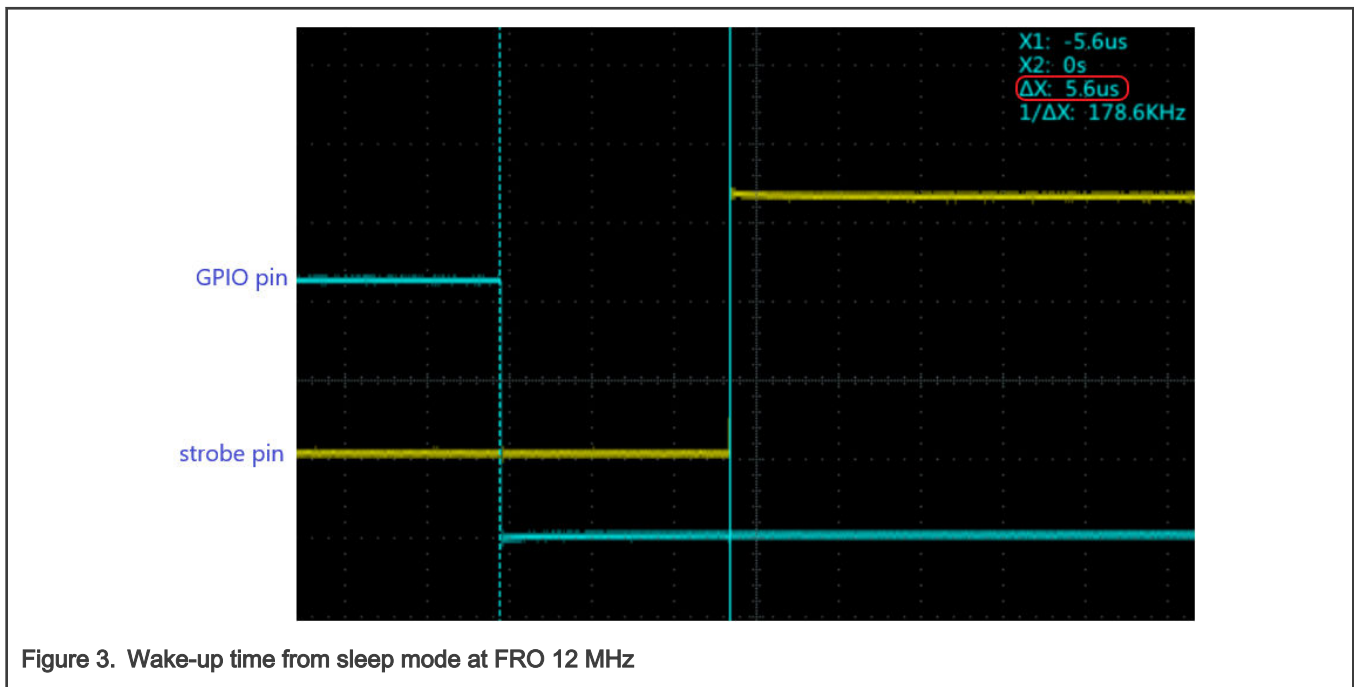 X1: -5.6us
X2: 0s
ΔX: 5.6us
1/ΔX: 178.6KHz
GPIO pin
strobe pin
Figure 3. Wake-up time from sleep mode at FRO 12 MHz